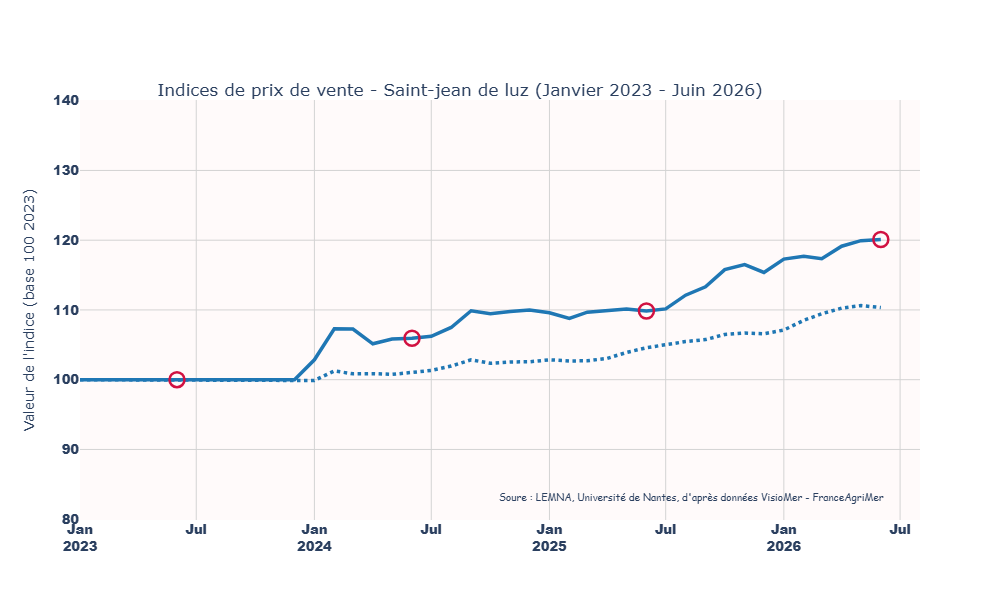 Indices de prix de vente - Saint-jean de luz (Janvier 2023 - Juin 2026)
Valeur de l'indice (base 100 2023)
140
130
120
110
100
90
80
Soure : LEMNA, Université de Nantes, d'après données VisioMer - FranceAgriMer
Jan Jul Jan Jul Jan Jul Jan Jul
2023 2024 2025 2026